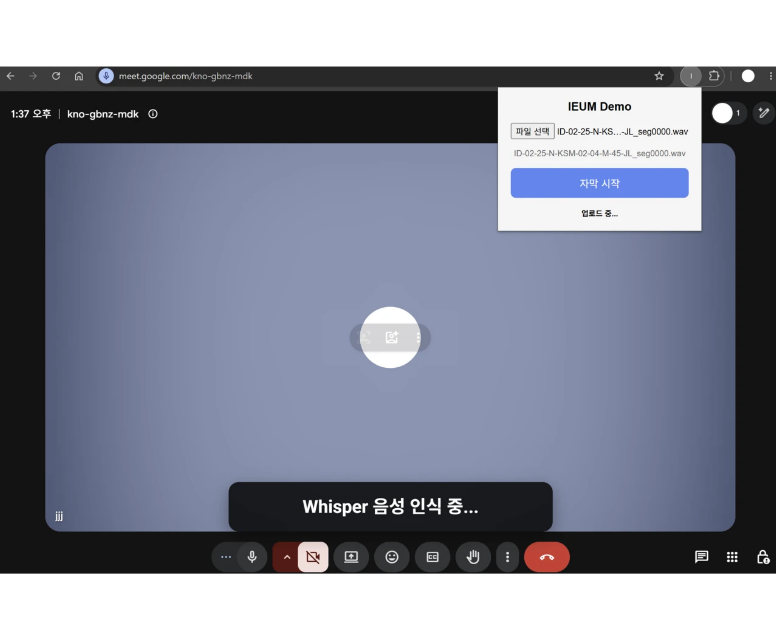 meet.google.com/kno-gbnz-mdk
1:37 오후 | kno-gbnz-mdk
1
IEUM Demo
파일 선택 ID-02-25-N-KS...-JL_seg0000.wav
ID-02-25-N-KSM-02-04-M-45-JL_seg0000.wav
자막 시작
업로드 중...
Whisper 음성 인식 중...
jjj